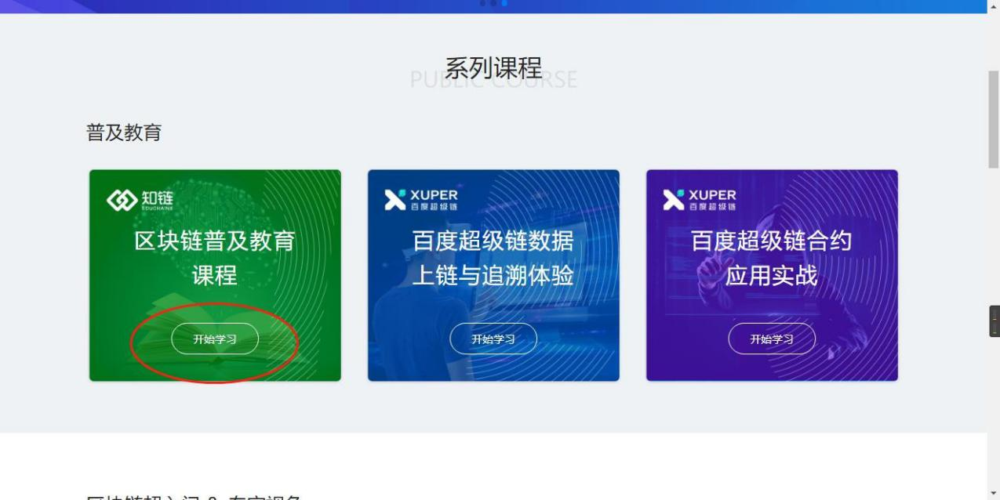 系列课程
PUBLIC COURSE
普及教育
知链
EDUCHAINE
区块链普及教育
课程
开始学习
XUPER
百度超级链
百度超级链数据
上链与追溯体验
开始学习
XUPER
百度超级链
百度超级链合约
应用实战
开始学习